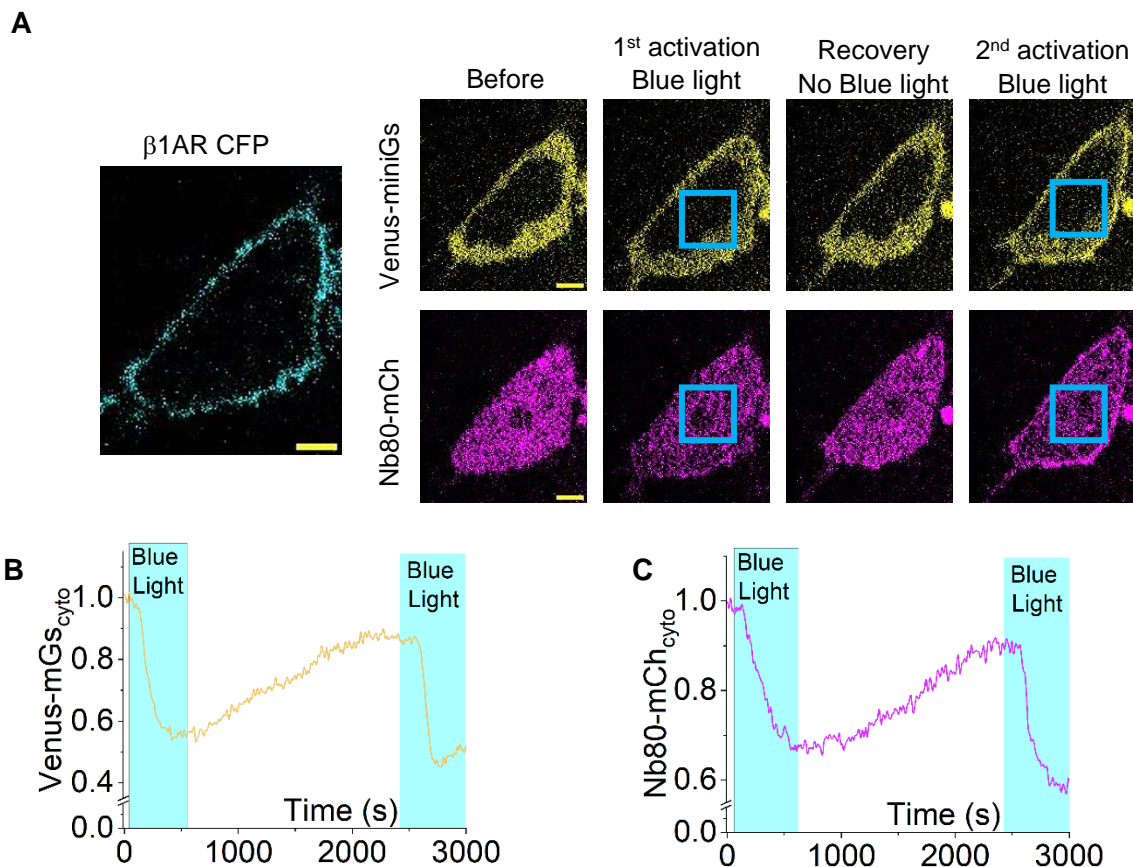 A
β1AR CFP
Before
1st activation
Blue light
Recovery
No Blue light
2nd activation
Blue light
Venus-miniGs
Nb80-mCh
B
Blue
Light
Blue
Light
1.0
0.8
0.6
0.4
0.0
Venus-mGscyto
Time (s)
0 1000 2000 3000
C
Blue
Light
Blue
Light
1.0
0.8
0.6
0.0
Nb80-mChcyto
Time (s)
0 1000 2000 3000